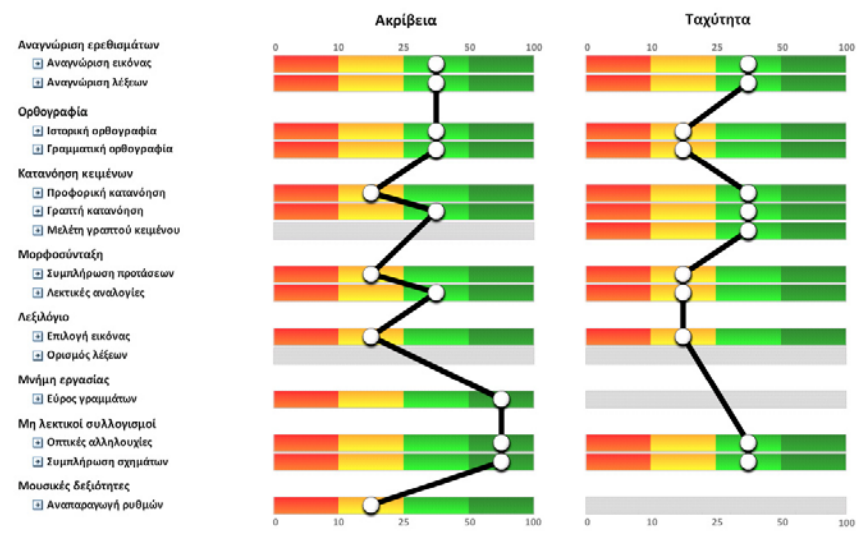 Ακρίβεια Ταχύτητα
0 10 25 50 100 0 10 25 50 100
Αναγνώριση ερεθισμάτων
Αναγνώριση εικόνας
Αναγνώριση λέξεων
Ορθογραφία
Ιστορική ορθογραφία
Γραμματική ορθογραφία
Κατανόηση κειμένων
Προφορική κατανόηση
Γραπτή κατανόηση
Μελέτη γραπτού κειμένου
Μορφοσύνταξη
Συμπλήρωση προτάσεων
Λεκτικές αναλογίες
Λεξιλόγιο
Επιλογή εικόνας
Ορισμός λέξεων
Μνήμη εργασίας
Εύρος γραμμάτων
Μη λεκτικοί συλλογισμοί
Οπτικές αλληλουχίες
Συμπλήρωση σχημάτων
Μουσικές δεξιότητες
Αναπαραγωγή ρυθμών
0 10 25 50 100 0 10 25 50 100